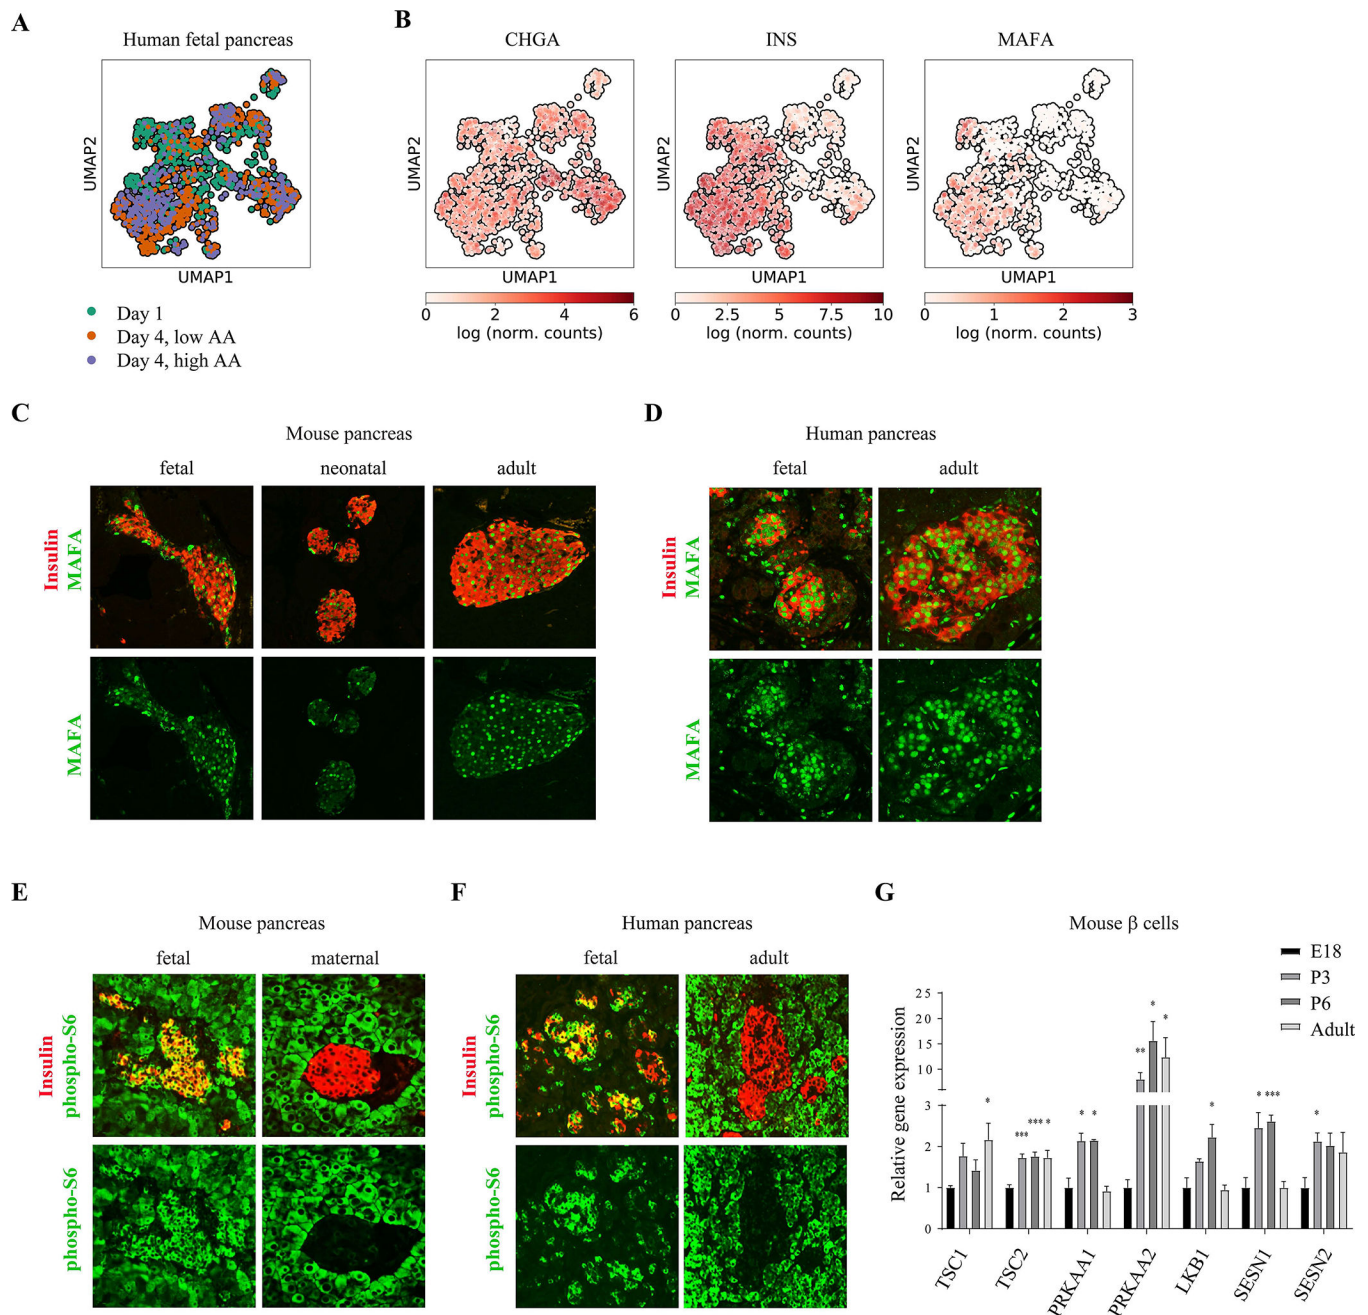 A
Human fetal pancreas
UMAP2
UMAP1
Day 1
Day 4, low AA
Day 4, high AA
B
CHGA
INS
MAFA
UMAP2
UMAP2
UMAP2
UMAP1
UMAP1
UMAP1
0 2 4 6
0 2.5 5 7.5 10
0 1 2 3
log (norm. counts)
log (norm. counts)
log (norm. counts)
C
Mouse pancreas
fetal neonatal adult
Insulin
MAFA
MAFA
D
Human pancreas
fetal adult
Insulin
MAFA
MAFA
E
Mouse pancreas
fetal maternal
Insulin
phospho-S6
phospho-S6
F
Human pancreas
fetal adult
Insulin
phospho-S6
phospho-S6
G
Mouse β cells
E18
P3
P6
Adult
Relative gene expression
25
20
15
10
3
2
1
0
* *** *** * * * ** * * * * *** *
TSC1
TSC2
PRKAA1
PRKAA2
LKB1
SESN1
SESN2